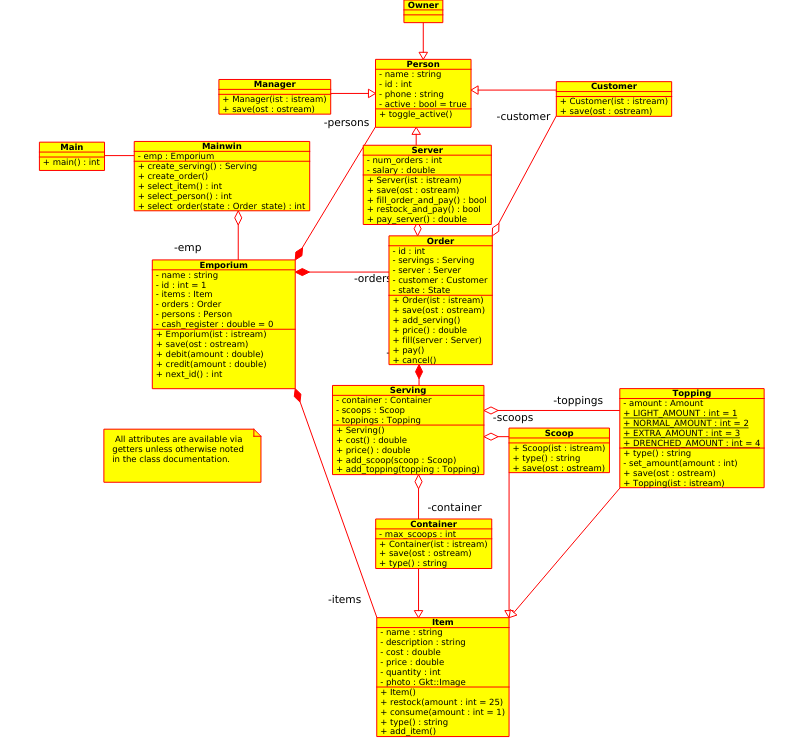 Owner
Person
- name : string
- id : int
- phone : string
- active : bool = true
+ toggle_active()
Manager
+ Manager(ist : istream)
+ save(ost : ostream)
Customer
+ Customer(ist : istream)
+ save(ost : ostream)
-persons
-customer
Main
+ main() : int
Mainwin
- emp : Emporium
+ create_serving() : Serving
+ create_order()
+ select_item() : int
+ select_person() : int
+ select_order(state : Order_state) : int
Server
- num_orders : int
- salary : double
+ Server(ist : istream)
+ save(ost : ostream)
+ fill_order_and_pay() : bool
+ restock_and_pay() : bool
+ pay_server() : double
-emp
Emporium
- name : string
- id : int = 1
- items : Item
- orders : Order
- persons : Person
- cash_register : double = 0
+ Emporium(ist : istream)
+ save(ost : ostream)
+ debit(amount : double)
+ credit(amount : double)
+ next_id() : int
-orders
Order
- id : int
- servings : Serving
- server : Server
- customer : Customer
- state : State
+ Order(ist : istream)
+ save(ost : ostream)
+ add_serving()
+ price() : double
+ fill(server : Server)
+ pay()
+ cancel()
Serving
- container : Container
- scoops : Scoop
- toppings : Topping
+ Serving()
+ cost() : double
+ price() : double
+ add_scoop(scoop : Scoop)
+ add_topping(topping : Topping)
-toppings
-scoops
Scoop
+ Scoop(ist : istream)
+ type() : string
+ save(ost : ostream)
Topping
- amount : Amount
+ LIGHT_AMOUNT : int = 1
+ NORMAL_AMOUNT : int = 2
+ EXTRA_AMOUNT : int = 3
+ DRENCHED_AMOUNT : int = 4
+ type() : string
- set_amount(amount : int)
+ save(ost : ostream)
+ Topping(ist : istream)
All attributes are available via
getters unless otherwise noted
in the class documentation.
-container
Container
- max_scoops : int
+ Container(ist : istream)
+ save(ost : ostream)
+ type() : string
-items
Item
- name : string
- description : string
- cost : double
- price : double
- quantity : int
- photo : Gkt::Image
+ Item()
+ restock(amount : int = 25)
+ consume(amount : int = 1)
+ type() : string
+ add_item()